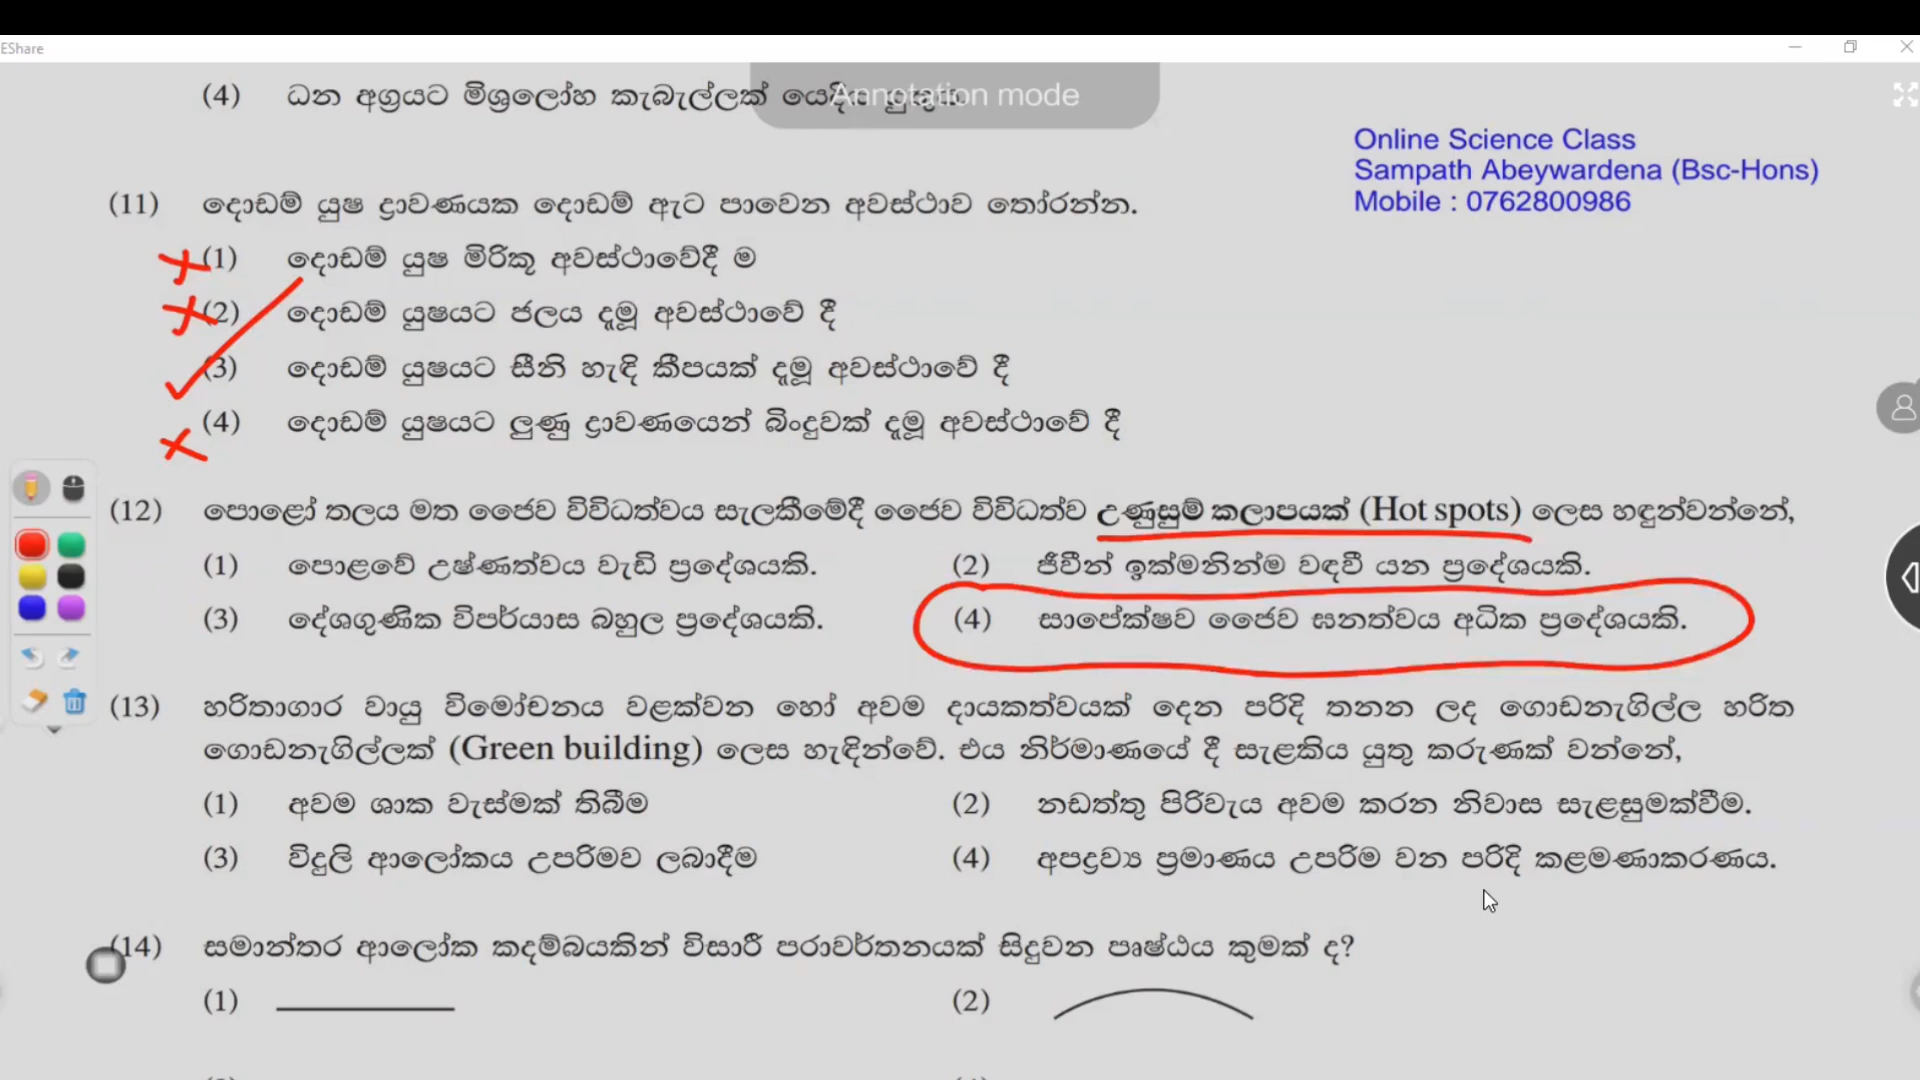 EShare
(4) ධන අග්‍රයට මිශ්‍රලෝහ කැබැල්ලක්
Annotation mode
Online Science Class
Sampath Abeywardena (Bsc-Hons)
Mobile : 0762800986
(11) දොඩම් යුෂ ද්‍රාවණයක දොඩම් ඇට පාවෙන අවස්ථාව තෝරන්න.
(1) දොඩම් යුෂ මිරිකූ අවස්ථාවේදී ම
(2) දොඩම් යුෂයට ජලය දැමූ අවස්ථාවේ දී
(3) දොඩම් යුෂයට සීනි හැඳි කීපයක් දැමූ අවස්ථාවේ දී
(4) දොඩම් යුෂයට ලුණු ද්‍රාවණයෙන් බිංදුවක් දැමූ අවස්ථාවේ දී
(12) පොළෝ තලය මත ජෛව විවිධත්වය සැලකීමේදී ජෛව විවිධත්ව උණුසුම් කලාපයක් (Hot spots) ලෙස හඳුන්වන්නේ,
(1) පොළවේ උෂ්ණත්වය වැඩි ප්‍රදේශයකි. (2) ජීවීන් ඉක්මනින්ම වඳවී යන ප්‍රදේශයකි.
(3) දේශගුණික විපර්යාස බහුල ප්‍රදේශයකි. (4) සාපේක්ෂව ජෛව ඝනත්වය අධික ප්‍රදේශයකි.
(13) හරිතාගාර වායු විමෝචනය වළක්වන හෝ අවම දායකත්වයක් දෙන පරිදි තනන ලද ගොඩනැගිල්ල හරිත
ගොඩනැගිල්ලක් (Green building) ලෙස හැඳින්වේ. එය නිර්මාණයේ දී සැළකිය යුතු කරුණක් වන්නේ,
(1) අවම ශාක වැස්මක් තිබීම (2) නඩත්තු පිරිවැය අවම කරන නිවාස සැළසුමක්වීම.
(3) විදුලි ආලෝකය උපරිමව ලබාදීම (4) අපද්‍රව්‍ය ප්‍රමාණය උපරිම වන පරිදි කළමණාකරණය.
(14) සමාන්තර ආලෝක කදම්බයකින් විසාරී පරාවර්තනයක් සිදුවන පෘෂ්ඨය කුමක් ද?
(1) (2)